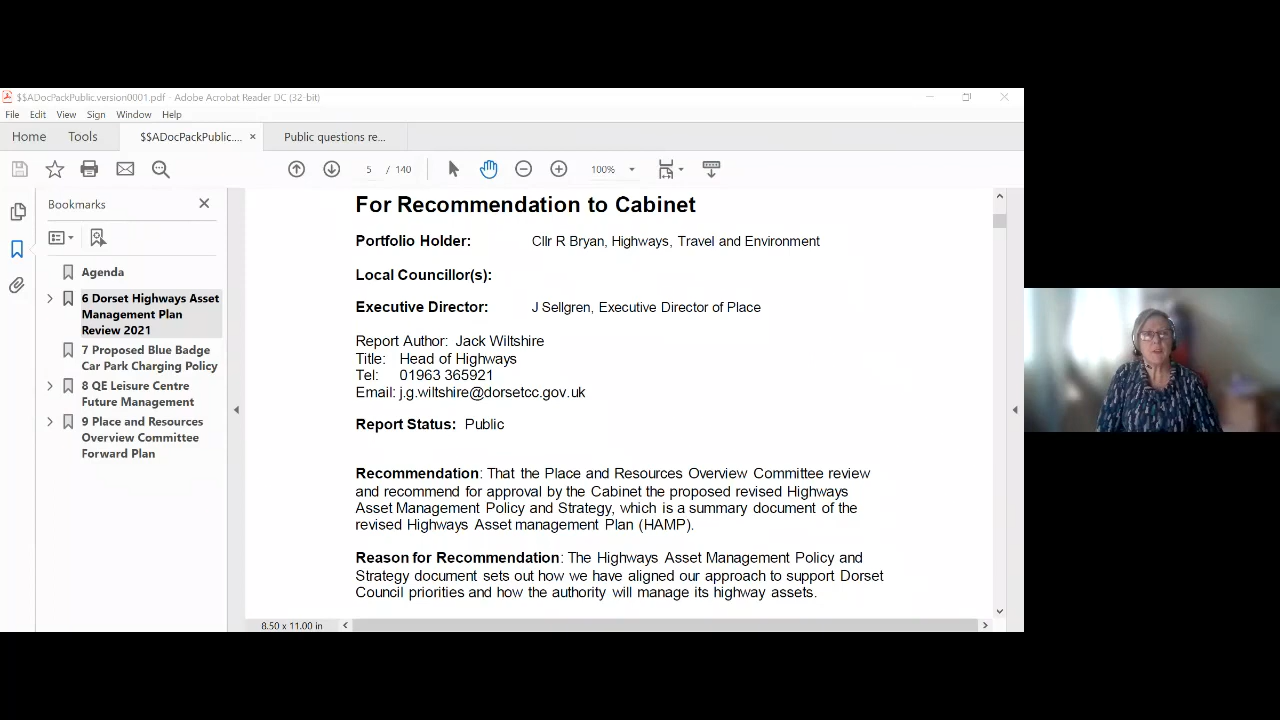 $$ADocPackPublic.version0001.pdf - Adobe Acrobat Reader DC (32-bit)
File Edit View Sign Window Help
Home Tools $$ADocPackPublic.... × Public questions re...
5 / 140 100%
Bookmarks
Agenda
6 Dorset Highways Asset
Management Plan
Review 2021
7 Proposed Blue Badge
Car Park Charging Policy
8 QE Leisure Centre
Future Management
9 Place and Resources
Overview Committee
Forward Plan
For Recommendation to Cabinet
Portfolio Holder: Cllr R Bryan, Highways, Travel and Environment
Local Councillor(s):
Executive Director: J Sellgren, Executive Director of Place
Report Author: Jack Wiltshire
Title: Head of Highways
Tel: 01963 365921
Email: j.g.wiltshire@dorsetcc.gov.uk
Report Status: Public
Recommendation: That the Place and Resources Overview Committee review
and recommend for approval by the Cabinet the proposed revised Highways
Asset Management Policy and Strategy, which is a summary document of the
revised Highways Asset management Plan (HAMP).
Reason for Recommendation: The Highways Asset Management Policy and
Strategy document sets out how we have aligned our approach to support Dorset
Council priorities and how the authority will manage its highway assets.
8.50 x 11.00 in